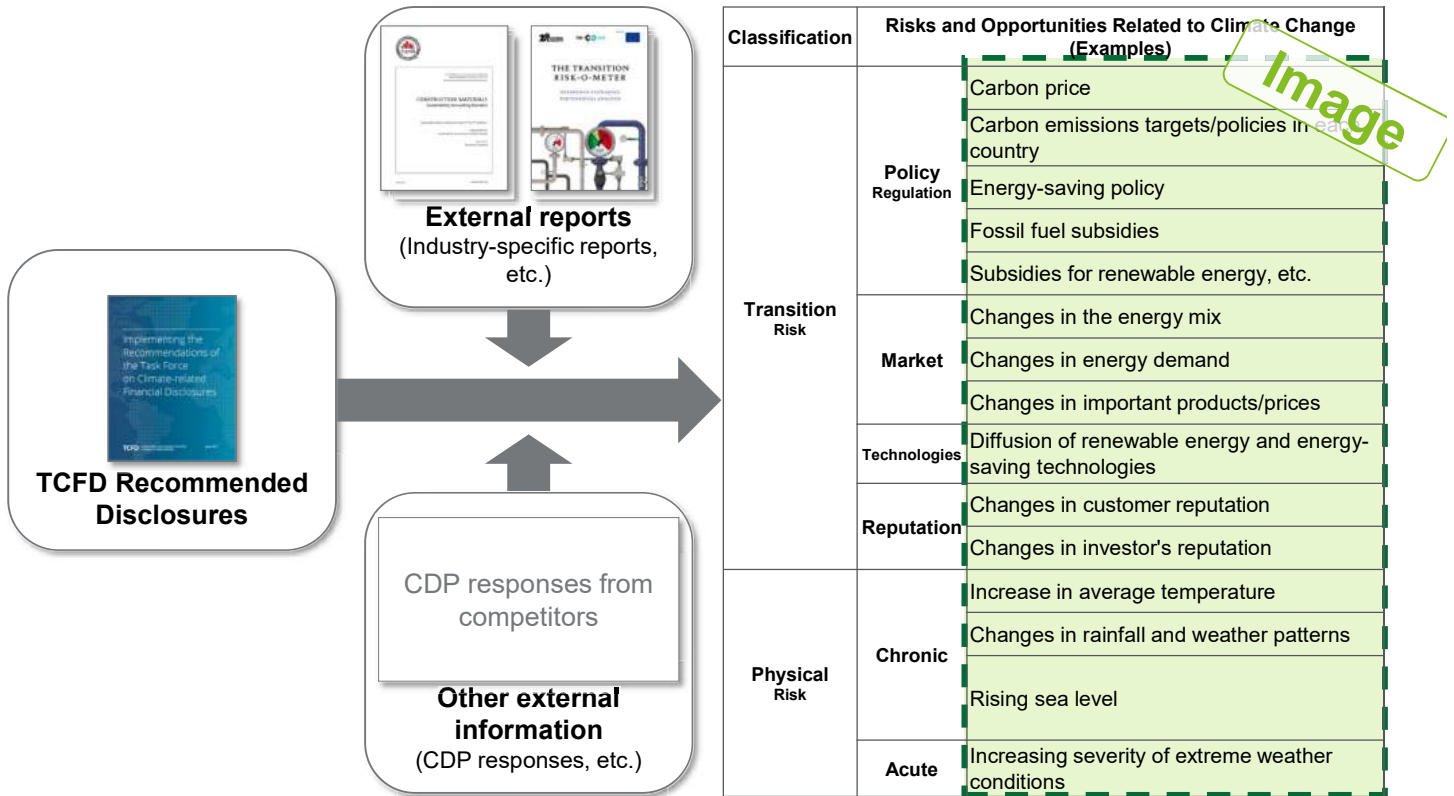 TCFD Recommended
Disclosures
Implementing the
Recommendations of
the Task Force
on Climate-related
Financial Disclosures
TCFD
CONSTRUCTION MATERIALS
THE TRANSITION
RISK-O-METER
External reports
(Industry-specific reports,
etc.)
CDP responses from
competitors
Other external
information
(CDP responses, etc.)
Classification
Risks and Opportunities Related to Climate Change
(Examples)
Image
Transition
Risk
Policy
Regulation
Carbon price
Carbon emissions targets/policies in each
country
Energy-saving policy
Fossil fuel subsidies
Subsidies for renewable energy, etc.
Market
Changes in the energy mix
Changes in energy demand
Changes in important products/prices
Technologies
Diffusion of renewable energy and energy-
saving technologies
Reputation
Changes in customer reputation
Changes in investor's reputation
Physical
Risk
Chronic
Increase in average temperature
Changes in rainfall and weather patterns
Rising sea level
Acute
Increasing severity of extreme weather
conditions